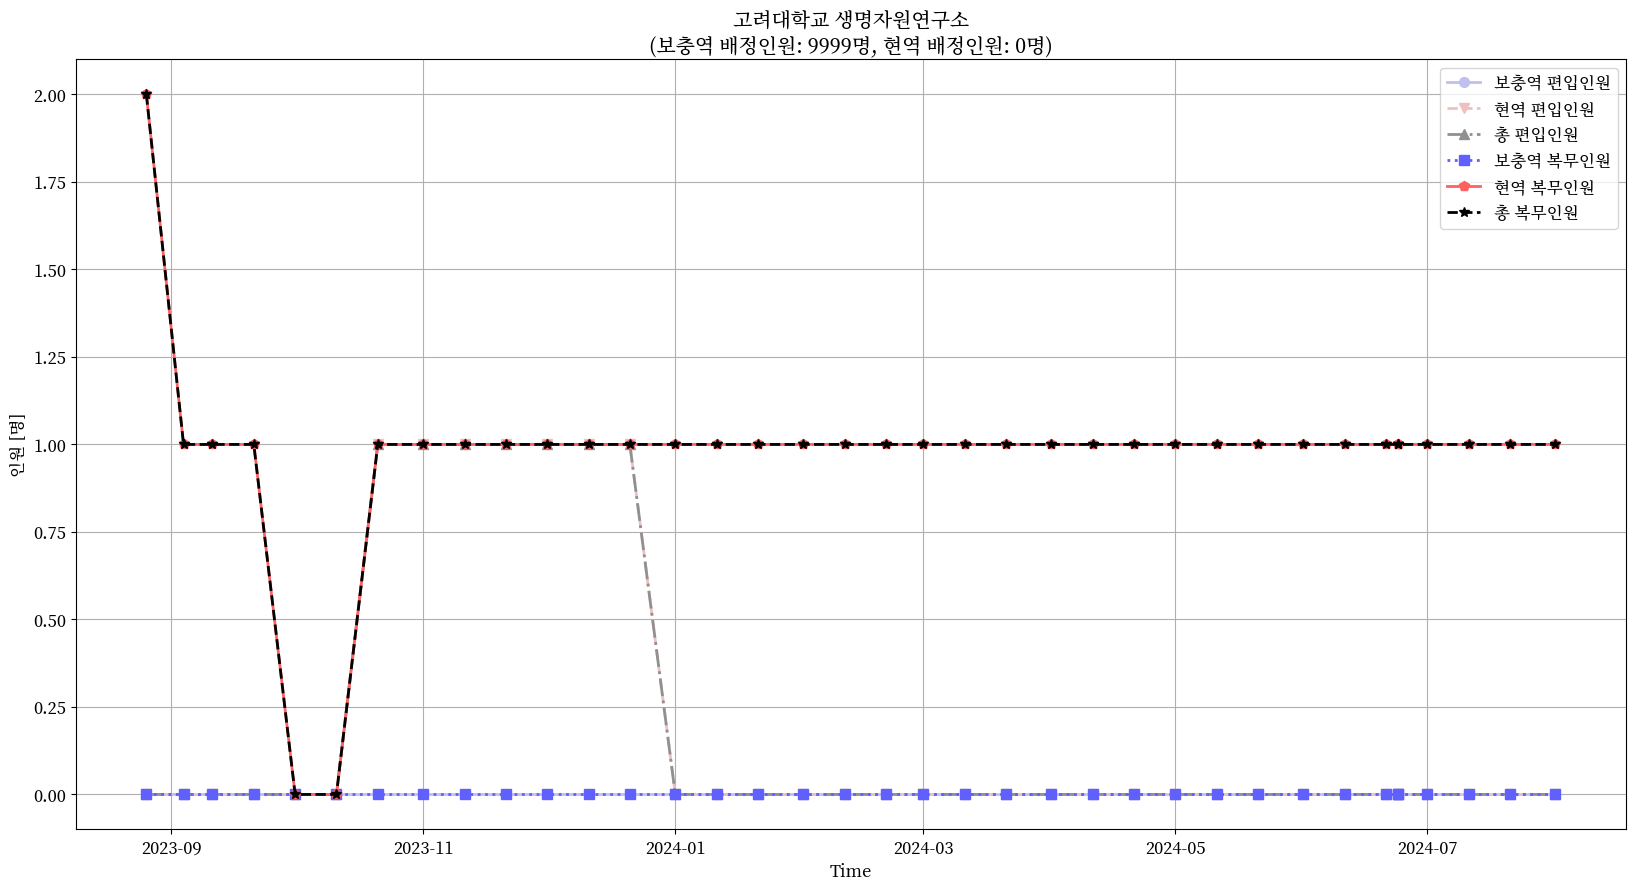 고려대학교 생명자원연구소
(보충역 배정인원: 9999명, 현역 배정인원: 0명)
보충역 편입인원
현역 편입인원
총 편입인원
보충역 복무인원
현역 복무인원
총 복무인원
2.00
1.75
1.50
1.25
1.00
0.75
0.50
0.25
0.00
인원 [명]
2023-09
2023-11
2024-01
2024-03
2024-05
2024-07
Time